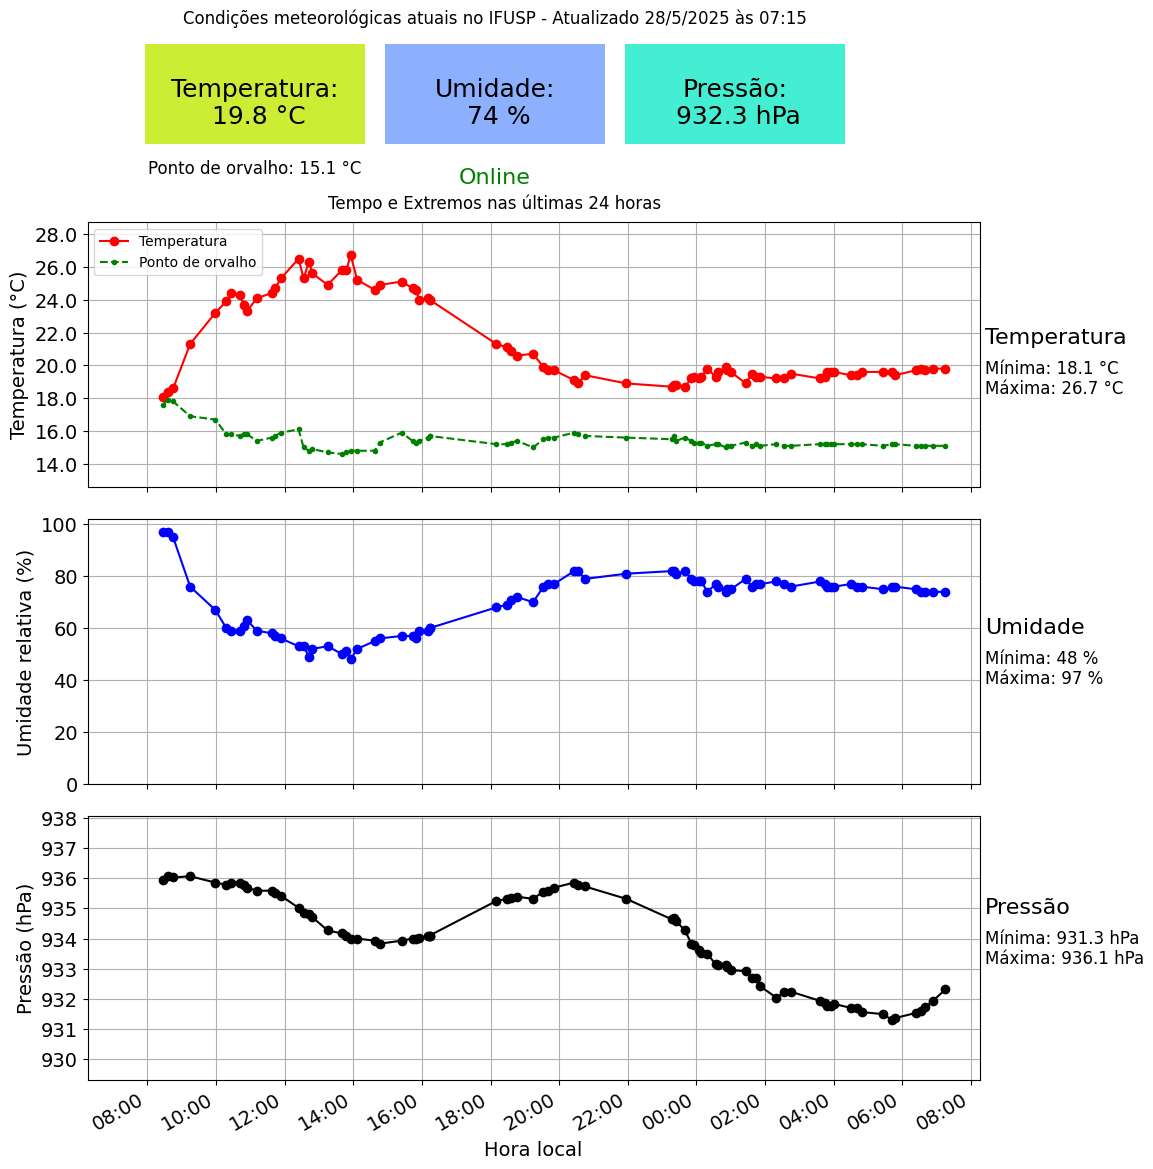 Condições meteorológicas atuais no IFUSP - Atualizado 28/5/2025 às 07:15
Temperatura:
19.8 °C
Umidade:
74 %
Pressão:
932.3 hPa
Ponto de orvalho: 15.1 °C
Online
Tempo e Extremos nas últimas 24 horas
Temperatura (°C)
28.0
26.0
24.0
22.0
20.0
18.0
16.0
14.0
Temperatura
Ponto de orvalho
Temperatura
Mínima: 18.1 °C
Máxima: 26.7 °C
Umidade relativa (%)
100
80
60
40
20
0
Umidade
Mínima: 48 %
Máxima: 97 %
Pressão (hPa)
938
937
936
935
934
933
932
931
930
Pressão
Mínima: 931.3 hPa
Máxima: 936.1 hPa
08:00 10:00 12:00 14:00 16:00 18:00 20:00 22:00 00:00 02:00 04:00 06:00 08:00
Hora local